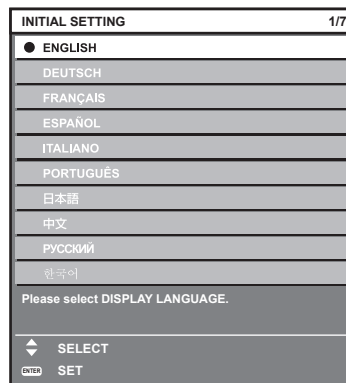 INITIAL SETTING 1/7
ENGLISH
DEUTSCH
FRANÇAIS
ESPAÑOL
ITALIANO
PORTUGUÊS
日本語
中文
РУССКИЙ
한국어
Please select DISPLAY LANGUAGE.
SELECT
ENTER SET